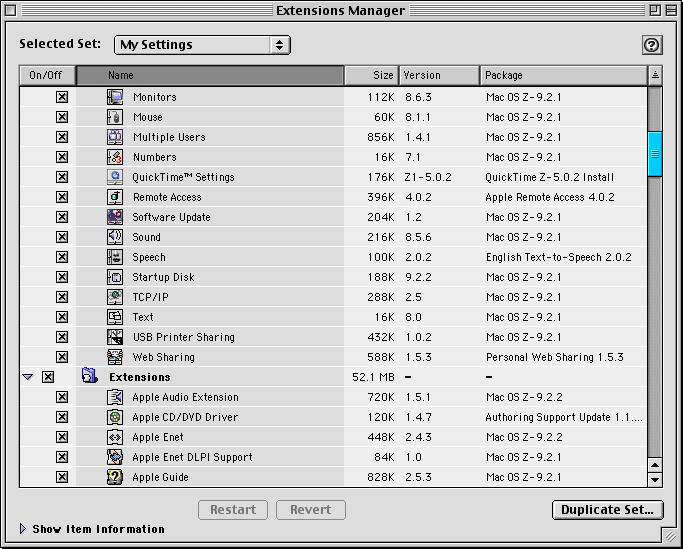 Extensions Manager
Selected Set: My Settings
?
On/Off Name Size Version Package
Monitors 112K 8.6.3 Mac OS Z-9.2.1
Mouse 60K 8.1.1 Mac OS Z-9.2.1
Multiple Users 856K 1.4.1 Mac OS Z-9.2.1
Numbers 16K 7.1 Mac OS Z-9.2.1
QuickTime™ Settings 176K Z1-5.0.2 QuickTime Z-5.0.2 Install
Remote Access 396K 4.0.2 Apple Remote Access 4.0.2
Software Update 204K 1.2 Mac OS Z-9.2.1
Sound 216K 8.5.6 Mac OS Z-9.2.1
Speech 100K 2.0.2 English Text-to-Speech 2.0.2
Startup Disk 188K 9.2.2 Mac OS Z-9.2.1
TCP/IP 288K 2.5 Mac OS Z-9.2.1
Text 16K 8.0 Mac OS Z-9.2.1
USB Printer Sharing 432K 1.0.2 Mac OS Z-9.2.1
Web Sharing 588K 1.5.3 Personal Web Sharing 1.5.3
Extensions 52.1 MB - -
Apple Audio Extension 720K 1.5.1 Mac OS Z-9.2.2
Apple CD/DVD Driver 120K 1.4.7 Authoring Support Update 1.1....
Apple Enet 448K 2.4.3 Mac OS Z-9.2.2
Apple Enet DLPI Support 84K 1.0 Mac OS Z-9.2.1
Apple Guide 828K 2.5.3 Mac OS Z-9.2.1
Restart Revert Duplicate Set...
Show Item Information